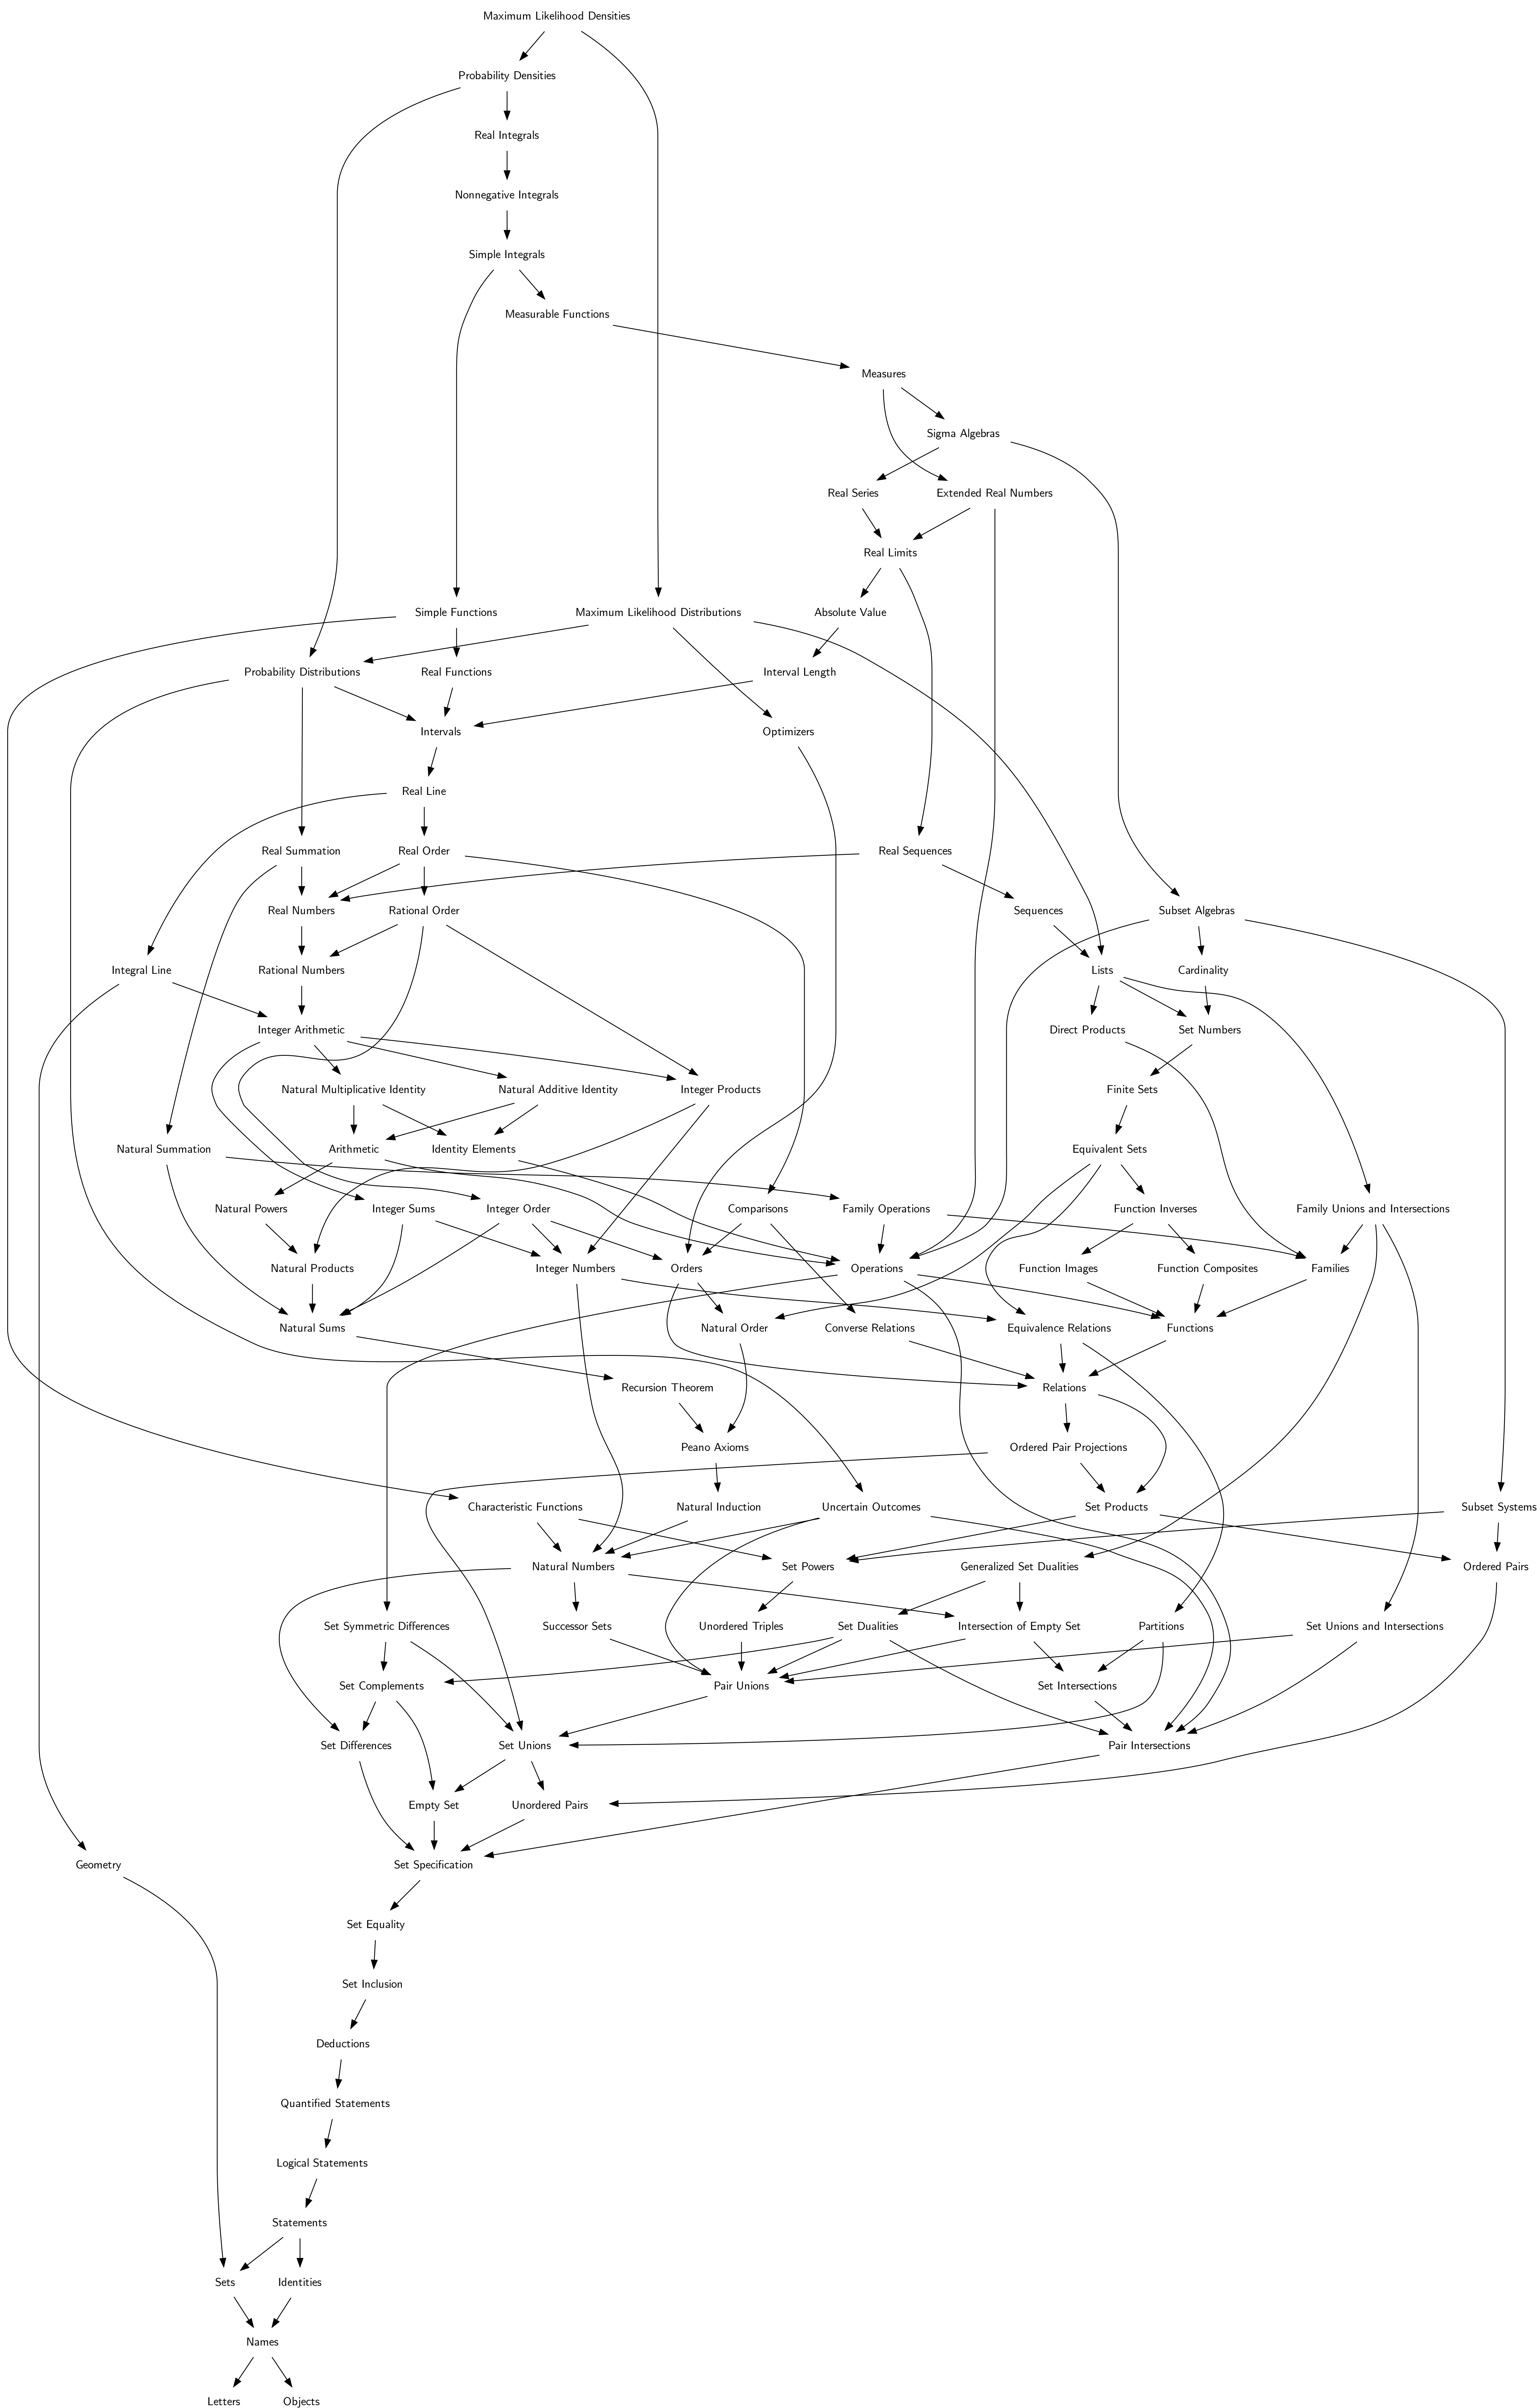 Maximum Likelihood Densities
Probability Densities
Real Integrals
Nonnegative Integrals
Simple Integrals
Measurable Functions
Measures
Sigma Algebras
Real Series
Extended Real Numbers
Real Limits
Simple Functions
Maximum Likelihood Distributions
Absolute Value
Probability Distributions
Real Functions
Interval Length
Intervals
Optimizers
Real Line
Real Summation
Real Order
Real Sequences
Real Numbers
Rational Order
Sequences
Subset Algebras
Integral Line
Rational Numbers
Lists
Cardinality
Integer Arithmetic
Direct Products
Set Numbers
Natural Multiplicative Identity
Natural Additive Identity
Integer Products
Finite Sets
Natural Summation
Arithmetic
Identity Elements
Equivalent Sets
Natural Powers
Integer Sums
Integer Order
Comparisons
Family Operations
Function Inverses
Family Unions and Intersections
Natural Products
Integer Numbers
Orders
Operations
Function Images
Function Composites
Families
Natural Sums
Natural Order
Converse Relations
Equivalence Relations
Functions
Recursion Theorem
Relations
Peano Axioms
Ordered Pair Projections
Characteristic Functions
Natural Induction
Uncertain Outcomes
Set Products
Subset Systems
Natural Numbers
Set Powers
Generalized Set Dualities
Ordered Pairs
Set Symmetric Differences
Successor Sets
Unordered Triples
Set Dualities
Intersection of Empty Set
Partitions
Set Unions and Intersections
Set Complements
Pair Unions
Set Intersections
Set Differences
Set Unions
Pair Intersections
Empty Set
Unordered Pairs
Geometry
Set Specification
Set Equality
Set Inclusion
Deductions
Quantified Statements
Logical Statements
Statements
Sets
Identities
Names
Letters
Objects